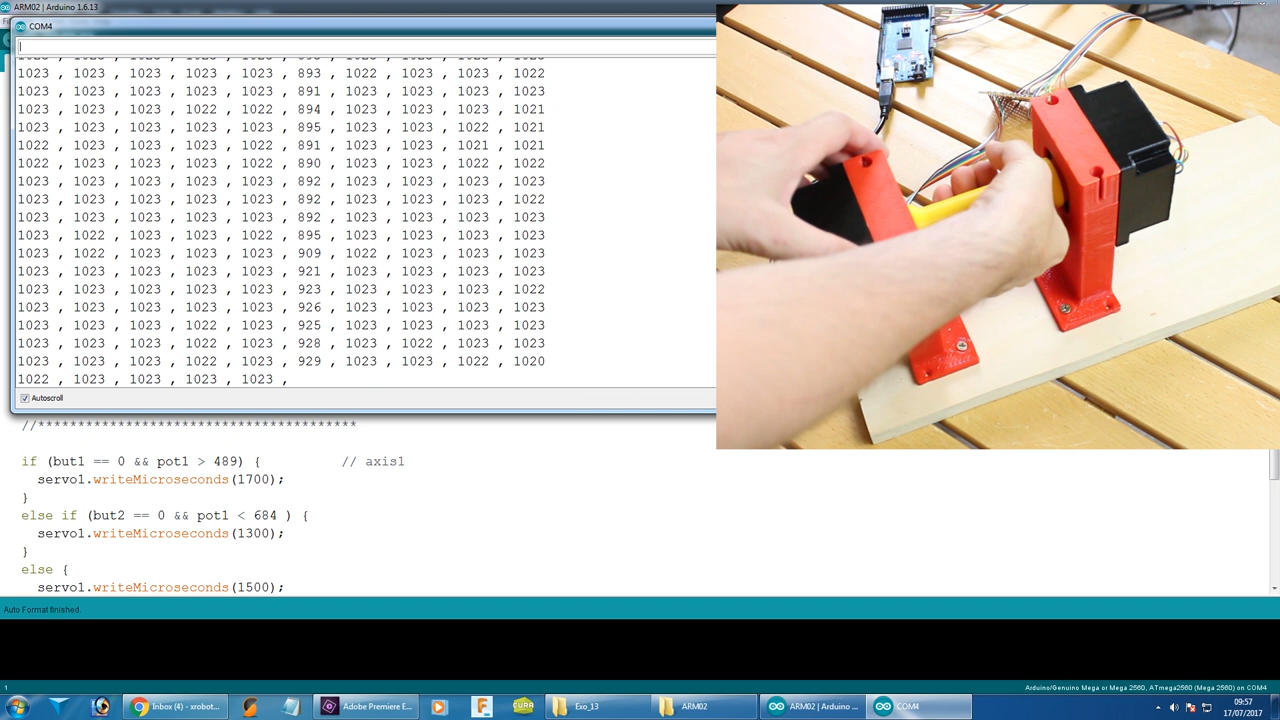 ARM02 | Arduino 1.6.13
COM4
1023 , 1023 , 1023 , 1023 , 1023 , 893 , 1022 , 1023 , 1023 , 1022
1023 , 1023 , 1023 , 1023 , 1023 , 891 , 1023 , 1023 , 1023 , 1023
1023 , 1023 , 1023 , 1022 , 1022 , 894 , 1023 , 1023 , 1023 , 1021
1023 , 1023 , 1023 , 1023 , 1023 , 895 , 1023 , 1023 , 1022 , 1021
1023 , 1023 , 1023 , 1023 , 1022 , 891 , 1023 , 1023 , 1021 , 1021
1022 , 1023 , 1023 , 1023 , 1023 , 890 , 1022 , 1023 , 1023 , 1022
1023 , 1023 , 1023 , 1023 , 1023 , 892 , 1023 , 1023 , 1023 , 1023
1023 , 1023 , 1023 , 1023 , 1022 , 892 , 1023 , 1023 , 1023 , 1022
1023 , 1023 , 1023 , 1023 , 1023 , 892 , 1023 , 1023 , 1023 , 1023
1023 , 1023 , 1023 , 1022 , 1023 , 895 , 1023 , 1023 , 1023 , 1023
1023 , 1022 , 1023 , 1023 , 1023 , 909 , 1022 , 1023 , 1023 , 1023
1023 , 1023 , 1023 , 1023 , 1023 , 921 , 1023 , 1023 , 1023 , 1023
1023 , 1023 , 1023 , 1023 , 1023 , 923 , 1023 , 1023 , 1023 , 1022
1023 , 1023 , 1023 , 1023 , 1023 , 926 , 1023 , 1023 , 1023 , 1023
1023 , 1023 , 1023 , 1022 , 1023 , 925 , 1023 , 1023 , 1023 , 1023
1023 , 1023 , 1023 , 1022 , 1023 , 928 , 1023 , 1022 , 1023 , 1023
1023 , 1023 , 1023 , 1022 , 1023 , 929 , 1023 , 1023 , 1022 , 1020
1022 , 1023 , 1023 , 1023 , 1023 ,
Autoscroll
//****************************************
if (but1 == 0 && pot1 > 489) { // axis1
servo1.writeMicroseconds(1700);
}
else if (but2 == 0 && pot1 < 684 ) {
servo1.writeMicroseconds(1300);
}
else {
servo1.writeMicroseconds(1500);
Auto Format finished.
1
Arduino/Genuino Mega or Mega 2560, ATmega2560 (Mega 2560) on COM4
Inbox (4) - xrobot...
Adobe Premiere E...
CURA
Exo_13
ARM02
ARM02 | Arduino ...
COM4
09:57
17/07/2017